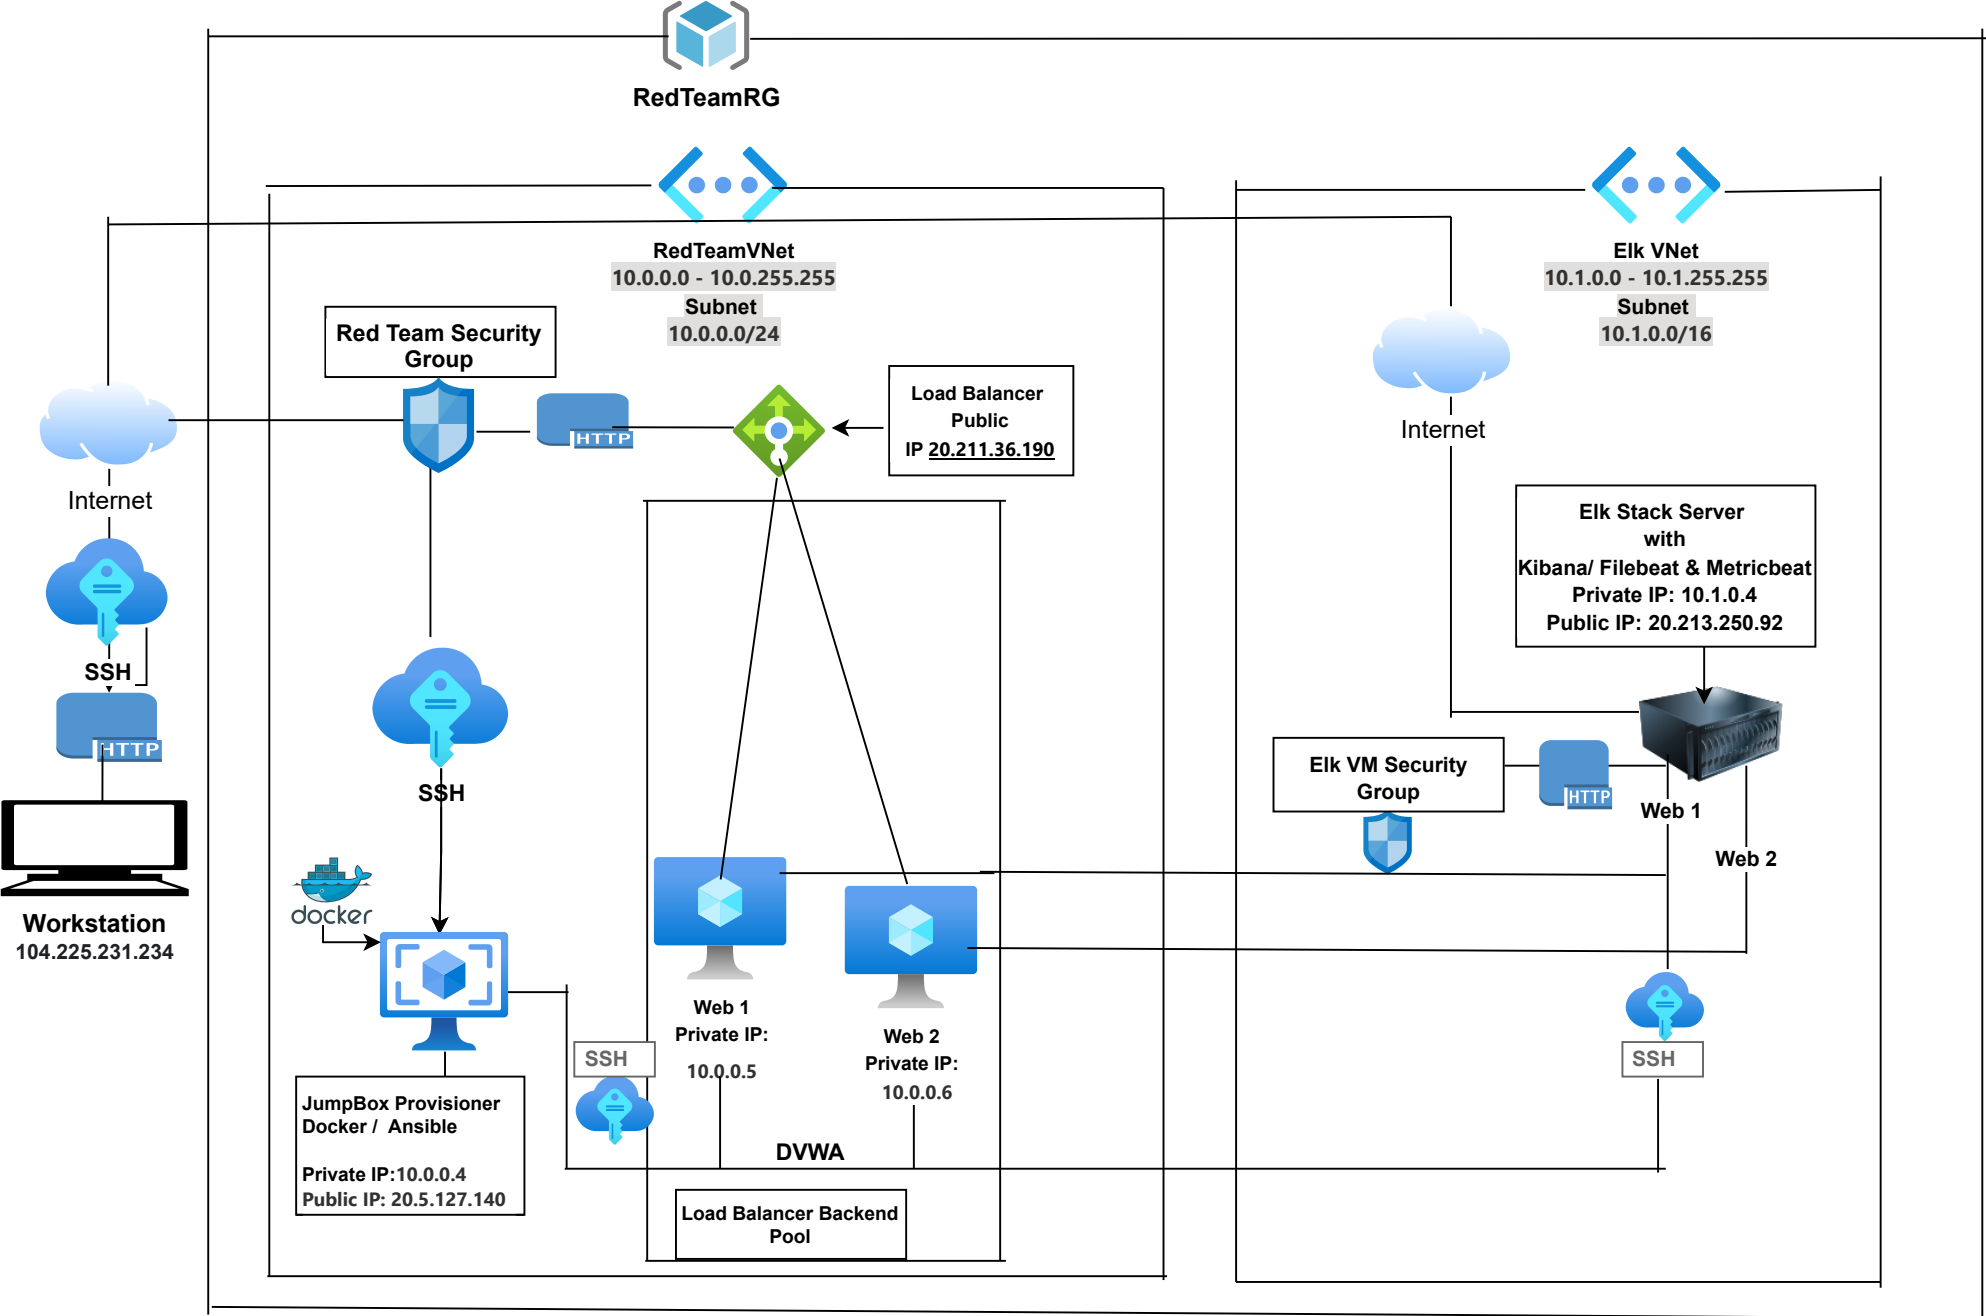 RedTeamRG
RedTeamVNet
10.0.0.0 - 10.0.255.255
Subnet
10.0.0.0/24
Elk VNet
10.1.0.0 - 10.1.255.255
Subnet
10.1.0.0/16
Red Team Security
Group
HTTP
Load Balancer
Public
IP 20.211.36.190
Internet
Internet
SSH
HTTP
Workstation
104.225.231.234
SSH
docker
JumpBox Provisioner
Docker / Ansible
Private IP:10.0.0.4
Public IP: 20.5.127.140
SSH
Web 1
Private IP:
10.0.0.5
Web 2
Private IP:
10.0.0.6
DVWA
Load Balancer Backend
Pool
Elk Stack Server
with
Kibana/ Filebeat & Metricbeat
Private IP: 10.1.0.4
Public IP: 20.213.250.92
Elk VM Security
Group
HTTP
Web 1
Web 2
SSH